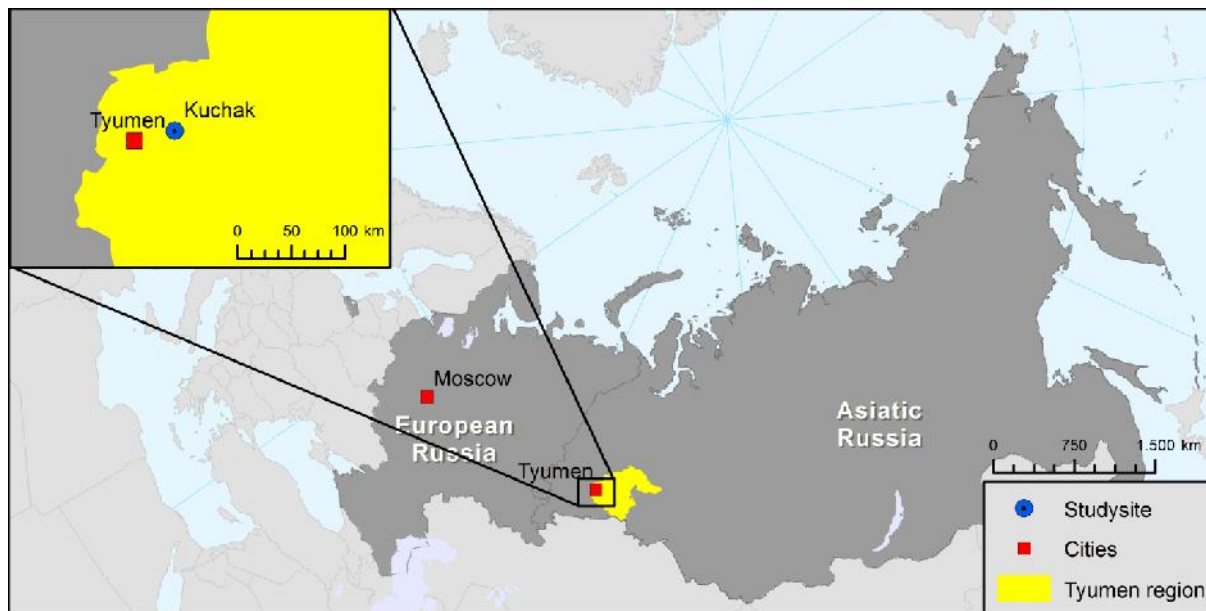 Kuchak
Tyumen
0 50 100 km
Moscow
European
Russia
Asiatic
Russia
Tyumen
0 750 1.500 km
Studysite
Cities
Tyumen region